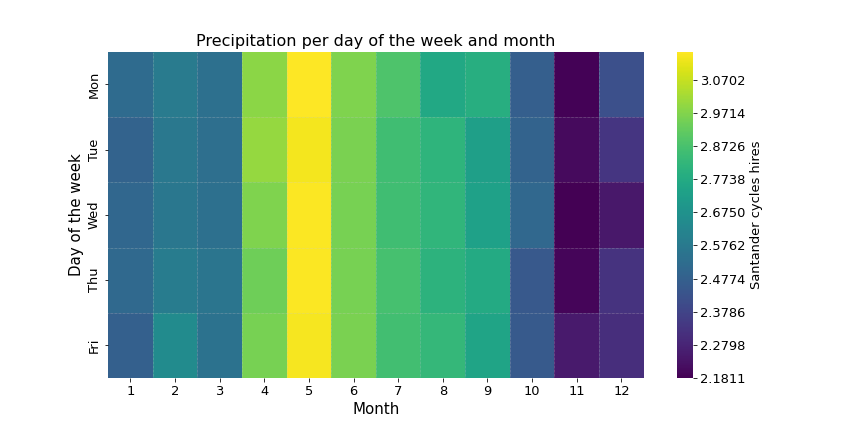 Precipitation per day of the week and month
Day of the week
Mon
Tue
Wed
Thu
Fri
1 2 3 4 5 6 7 8 9 10 11 12
Month
3.0702
2.9714
2.8726
2.7738
2.6750
2.5762
2.4774
2.3786
2.2798
2.1811
Santander cycles hires